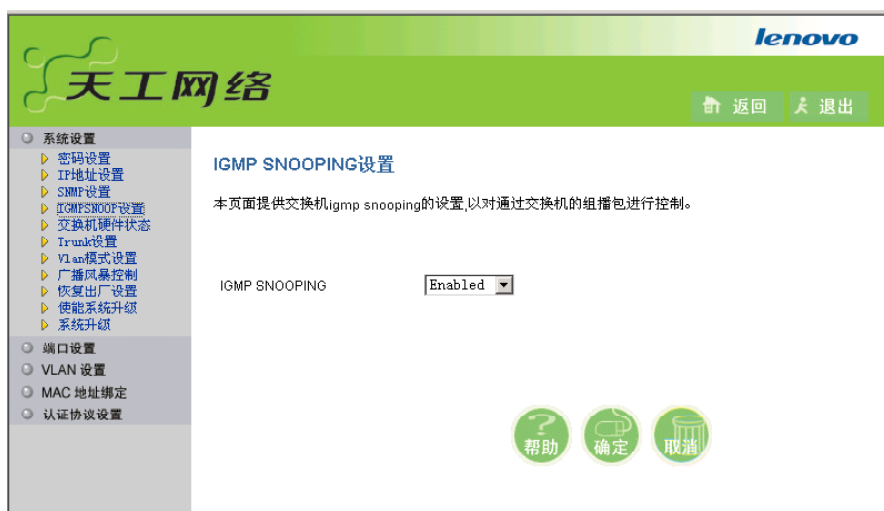 lenovo
天工网络
返回 退出
系统设置
密码设置
IP地址设置
SNMP设置
IGMPSNOOP设置
交换机硬件状态
Trunk设置
Vlan模式设置
广播风暴控制
恢复出厂设置
使能系统升级
系统升级
端口设置
VLAN 设置
MAC 地址绑定
认证协议设置
IGMP SNOOPING设置
本页面提供交换机igmp snooping的设置,以对通过交换机的组播包进行控制。
IGMP SNOOPING Enabled
帮助 确定 取消